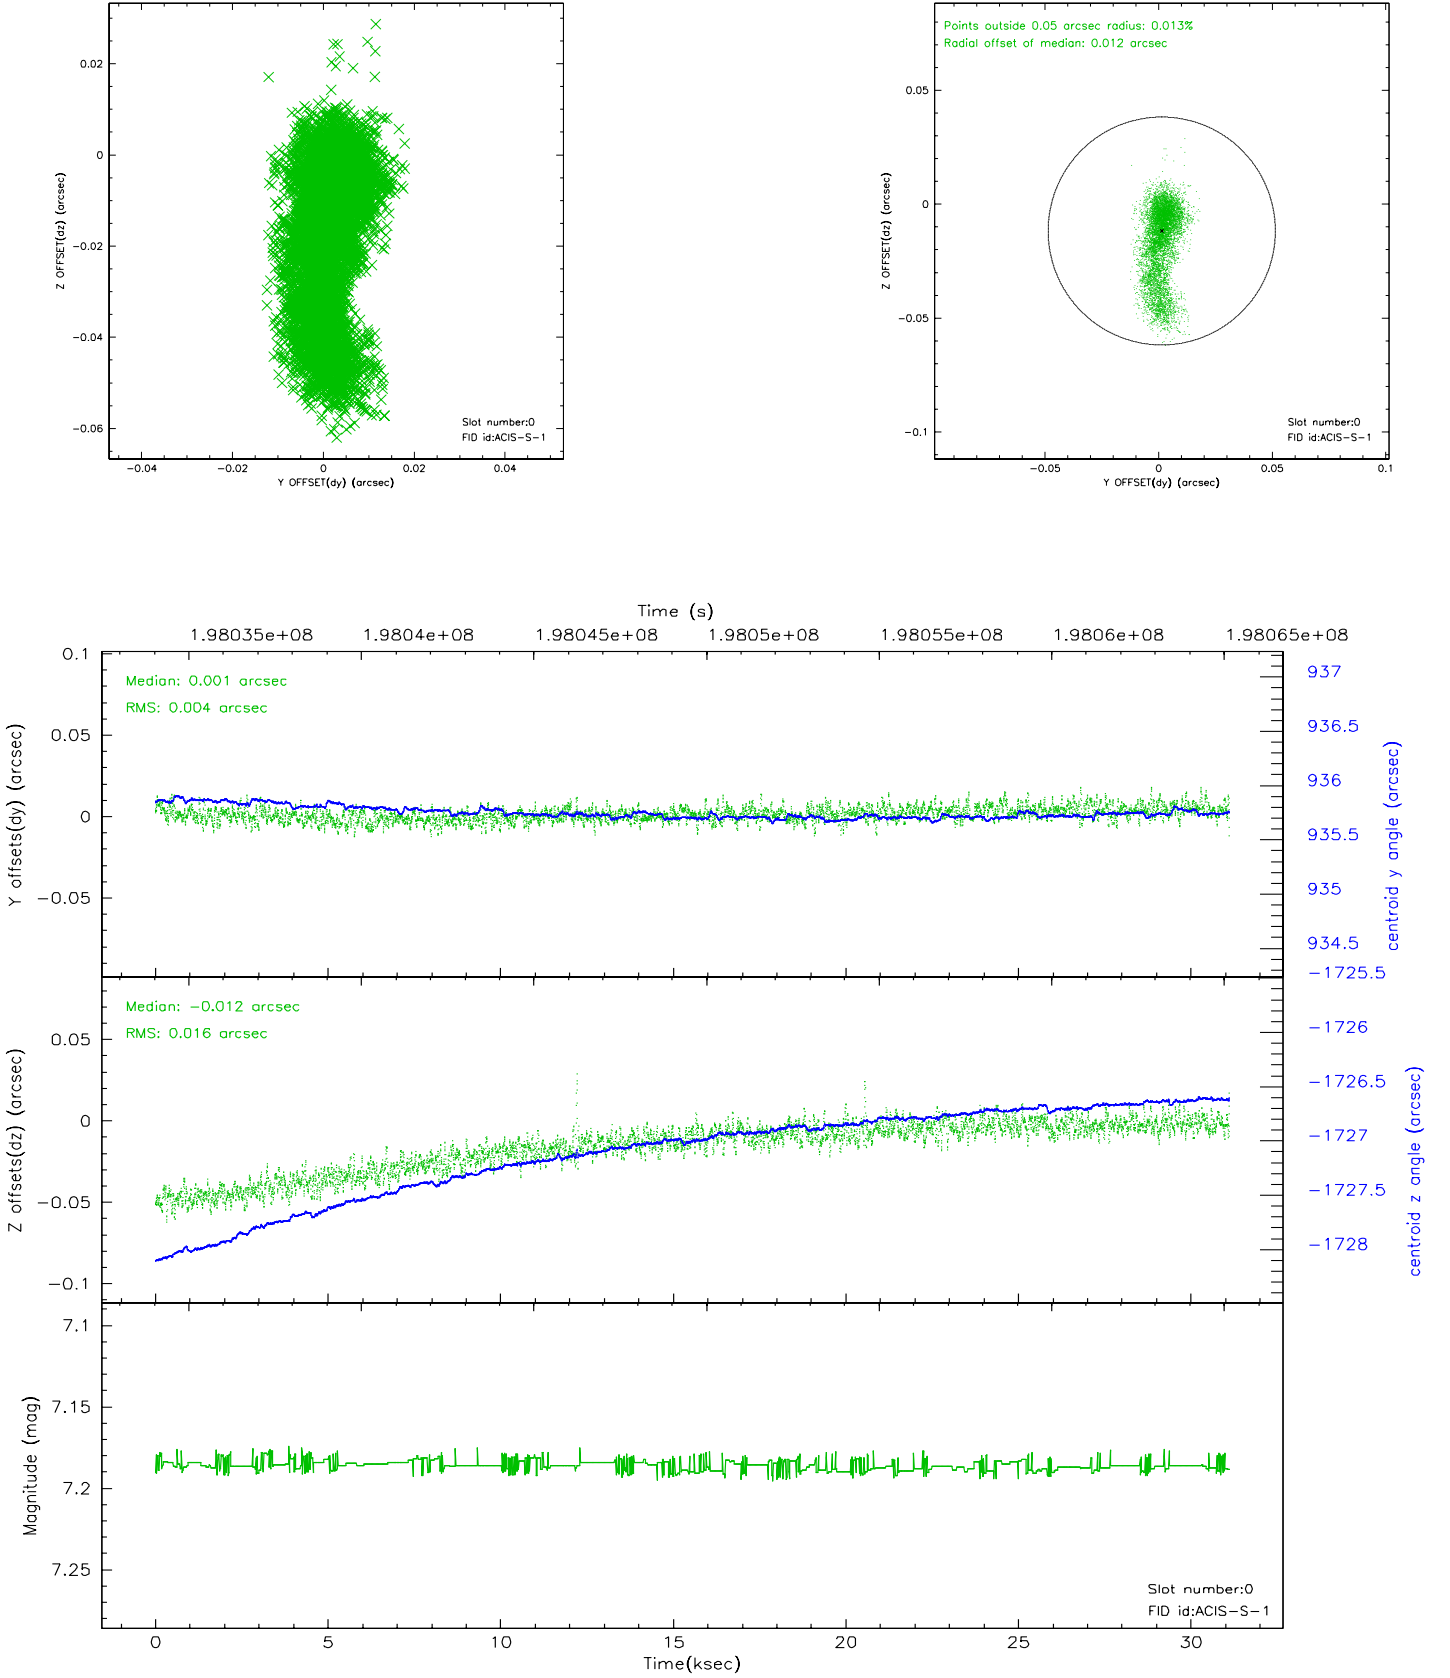 0.02
0
−0.02
−0.04
−0.06
Z OFFSET(dz) (arcsec)
Slot number:0
FID id:ACIS−S−1
−0.04
−0.02
0
0.02
0.04
Y OFFSET(dy) (arcsec)
Points outside 0.05 arcsec radius: 0.013%
Radial offset of median: 0.012 arcsec
0.05
0
−0.05
−0.1
Z OFFSET(dz) (arcsec)
Slot number:0
FID id:ACIS−S−1
−0.05
0
0.05
0.1
Y OFFSET(dy) (arcsec)
Time (s)
1.98035e+08
1.9804e+08
1.98045e+08
1.9805e+08
1.98055e+08
1.9806e+08
1.98065e+08
0.1
0.05
0
−0.05
Y offsets(dy) (arcsec)
Median: 0.001 arcsec
RMS: 0.004 arcsec
937
936.5
936
935.5
935
934.5
centroid y angle (arcsec)
−1725.5
−1726
−1726.5
−1727
−1727.5
−1728
centroid z angle (arcsec)
Median: −0.012 arcsec
RMS: 0.016 arcsec
0.05
0
−0.05
−0.1
Z offsets(dz) (arcsec)
7.1
7.15
7.2
7.25
Magnitude (mag)
Slot number:0
FID id:ACIS−S−1
0
5
10
15
20
25
30
Time(ksec)